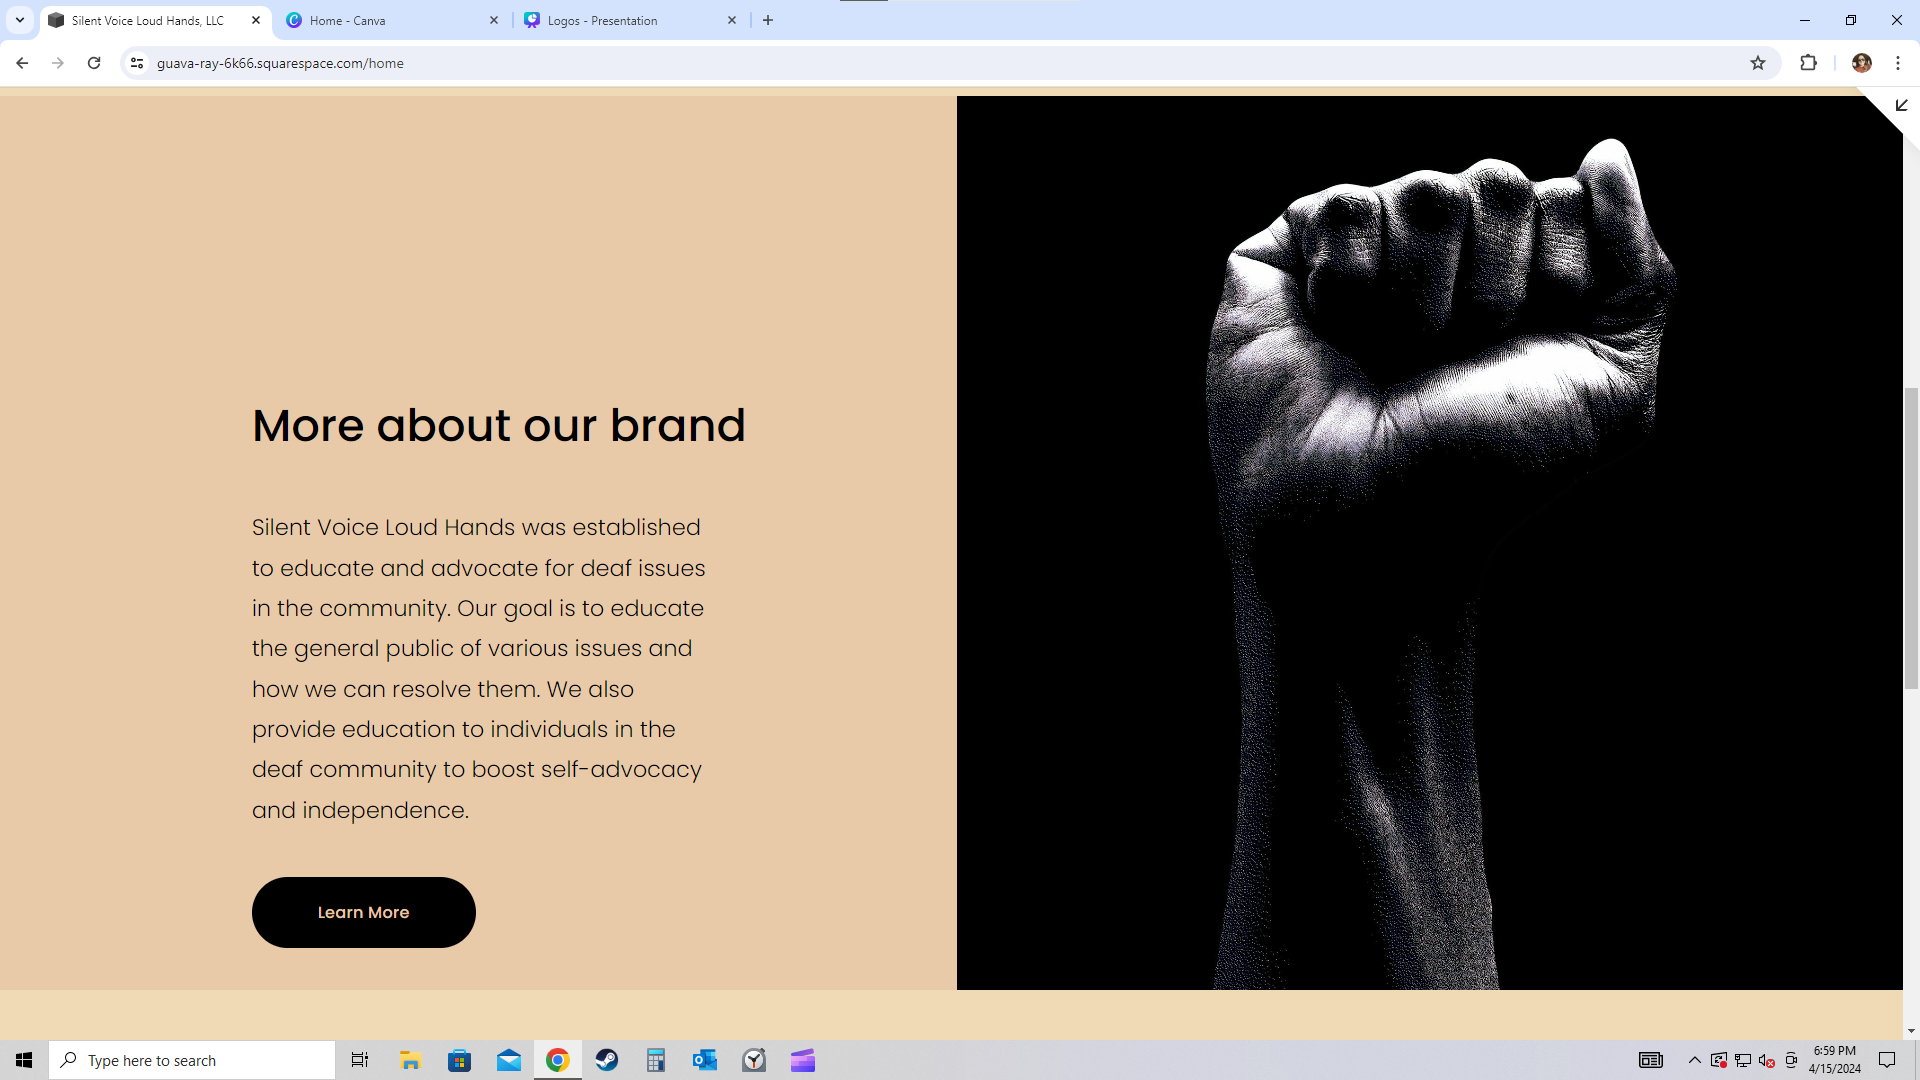 Silent Voice Loud Hands, LLC
Home - Canva
Logos - Presentation
guava-ray-6k66.squarespace.com/home
More about our brand
Silent Voice Loud Hands was established
to educate and advocate for deaf issues
in the community. Our goal is to educate
the general public of various issues and
how we can resolve them. We also
provide education to individuals in the
deaf community to boost self-advocacy
and independence.
Learn More
Type here to search
6:59 PM
4/15/2024